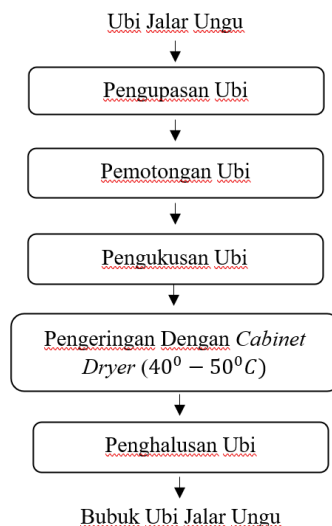 Ubi Jalar Ungu
Pengupasan Ubi
Pemotongan Ubi
Pengukusan Ubi
Pengeringan Dengan Cabinet
Dryer (40⁰ − 50⁰C)
Penghalusan Ubi
Bubuk Ubi Jalar Ungu